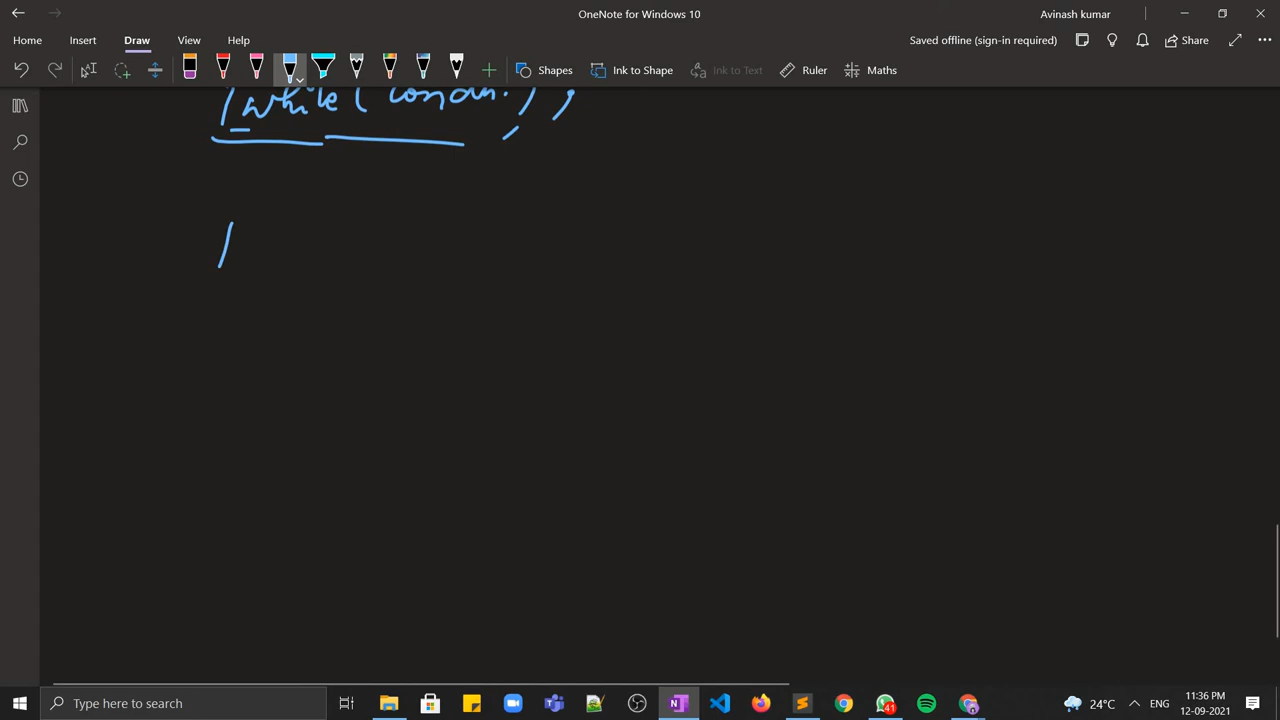 OneNote for Windows 10
Avinash kumar
Home Insert Draw View Help
Saved offline (sign-in required) Share
Shapes Ink to Shape Ink to Text Ruler Maths
while(
Type here to search
41
24°C ENG
11:36 PM
12-09-2021